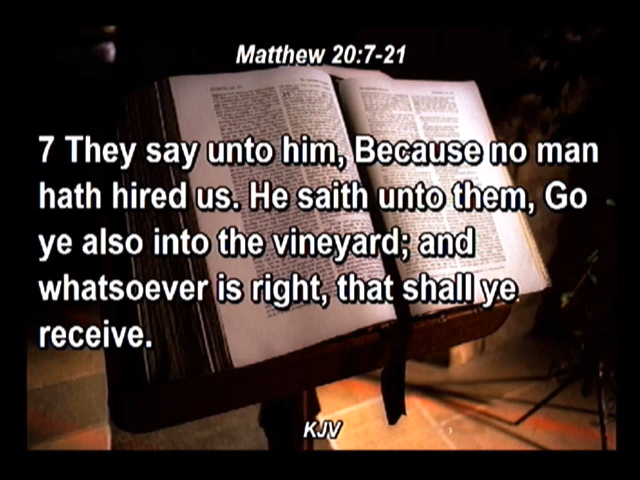 Matthew 20:7-21
7 They say unto him, Because no man
hath hired us. He saith unto them, Go
ye also into the vineyard; and
whatsoever is right, that shall ye
receive.
KJV